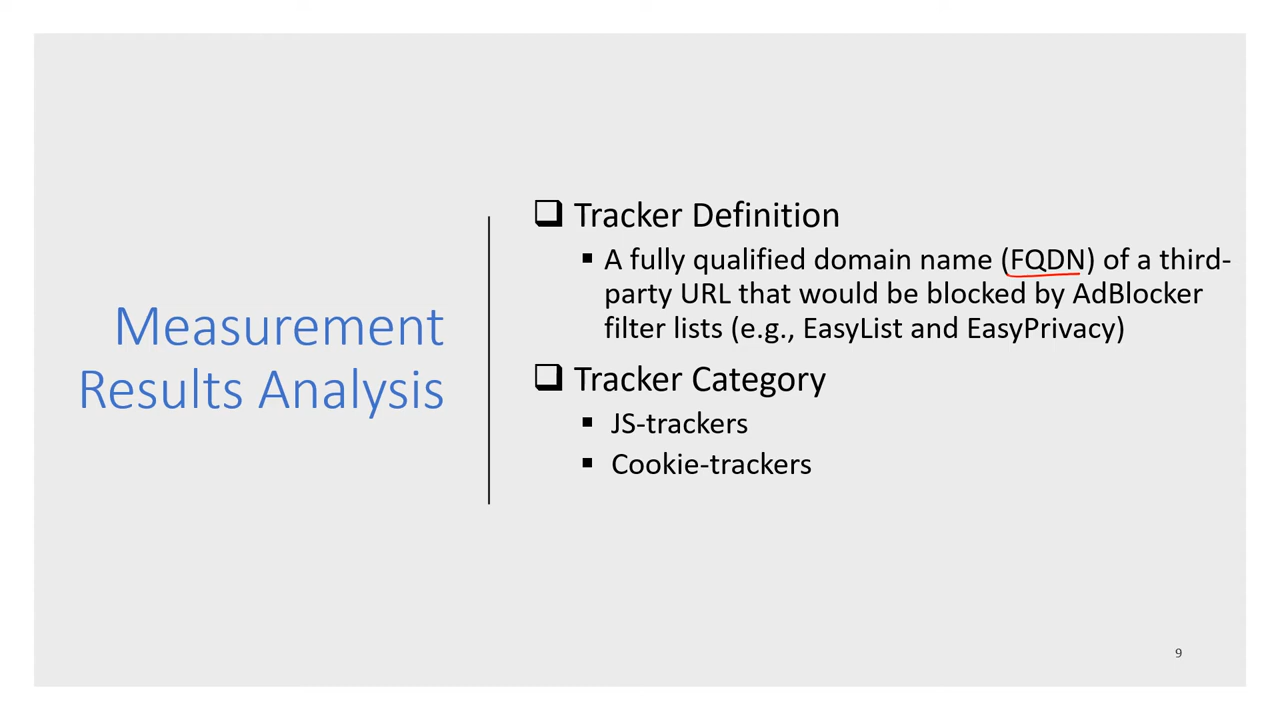 Measurement
Results Analysis
❑ Tracker Definition
▪ A fully qualified domain name (FQDN) of a third-
party URL that would be blocked by AdBlocker
filter lists (e.g., EasyList and EasyPrivacy)
❑ Tracker Category
▪ JS-trackers
▪ Cookie-trackers
9